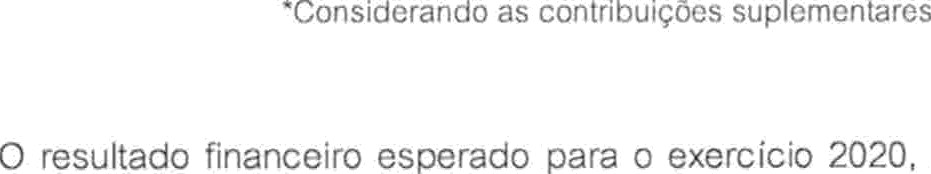 *Considerando as contribuições suplementares
O resultado financeiro esperado para o exercício 2020,